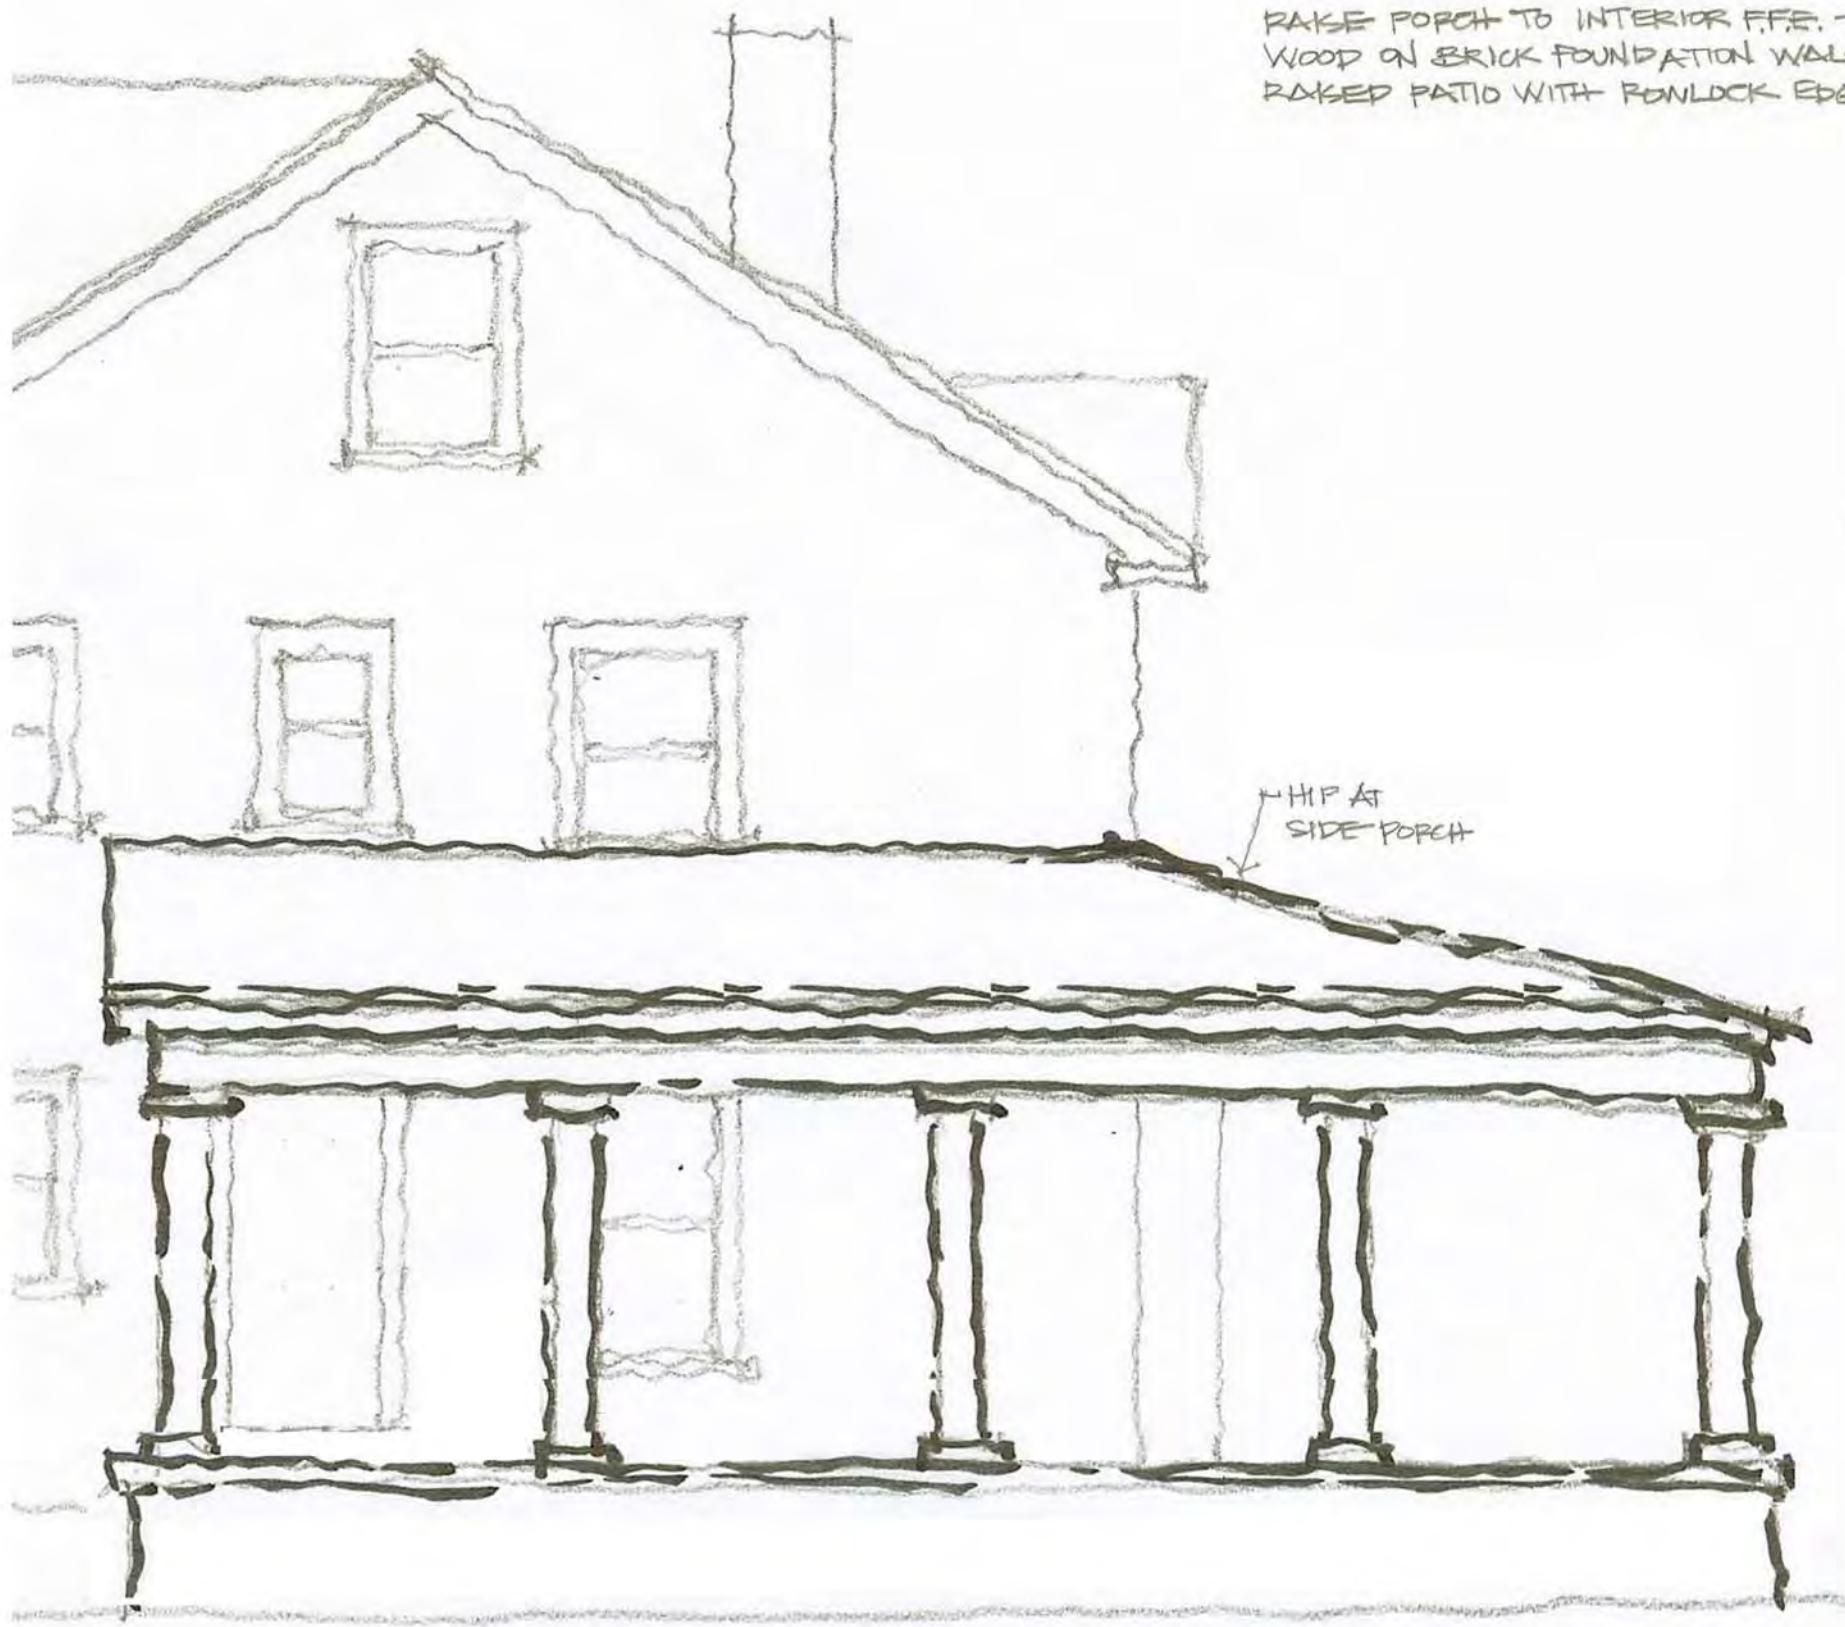 RAISE PORCH TO INTERIOR F.F.E. -
WOOD ON BRICK FOUNDATION WAL
RAISED PATIO WITH ROWLOCK EDG
HIP AT
SIDE PORCH